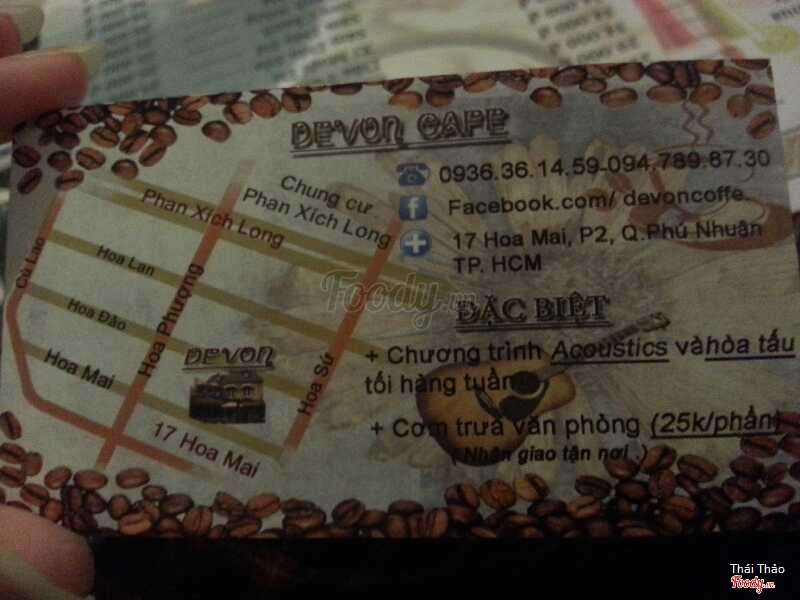 DEVON CAFE
0936.36.14.59-094.789.67.30
Facebook.com/ devoncoffe
17 Hoa Mai, P2, Q.Phú Nhuận
TP. HCM
Chung cư
Phan Xích Long
Phan Xích Long
Cù Lao
Hoa Lan
Hoa Đào
Hoa Mai
Hoa Phượng
Hoa Sứ
DEVON
17 Hoa Mai
ĐẶC BIỆT
+ Chương trình Acoustics và hòa tấu
tối hàng tuần
+ Cơm trưa văn phòng (25k/phần)
( Nhận giao tận nơi .)
Foody.vn
Thái Thảo
Foody.vn